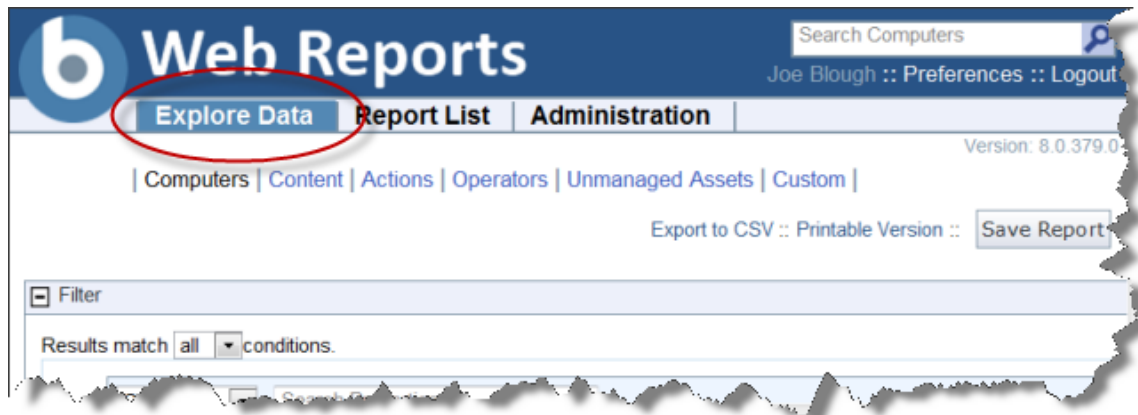 b Web Reports
Search Computers
Joe Blough :: Preferences :: Logout
Explore Data | Report List | Administration |
Version: 8.0.379.0
| Computers | Content | Actions | Operators | Unmanaged Assets | Custom |
Export to CSV :: Printable Version :: Save Report
Filter
Results match all conditions.